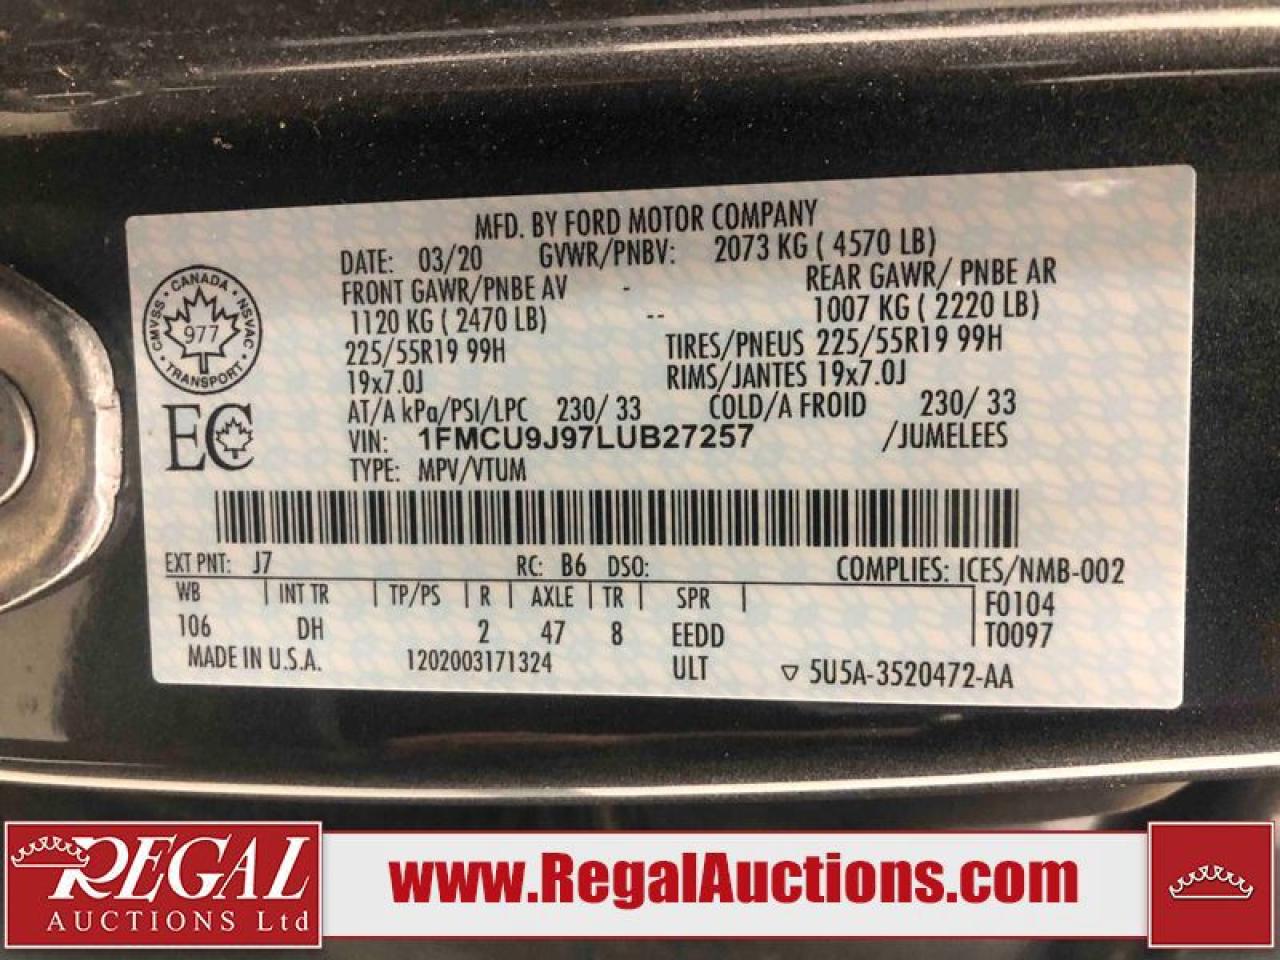 MFD. BY FORD MOTOR COMPANY
DATE: 03/20 GVWR/PNBV: 2073 KG ( 4570 LB)
FRONT GAWR/PNBE AV - REAR GAWR/ PNBE AR
1120 KG ( 2470 LB) -- 1007 KG ( 2220 LB)
225/55R19 99H TIRES/PNEUS 225/55R19 99H
19x7.0J RIMS/JANTES 19x7.0J
AT/A kPa/PSI/LPC 230/ 33 COLD/A FROID 230/ 33
VIN: 1FMCU9J97LUB27257 /JUMELEES
TYPE: MPV/VTUM
CANADA
CMVSS • NSVAC
977
TRANSPORT
EC
EXT PNT: J7 RC: B6 DSO: COMPLIES: ICES/NMB-002
WB | INT TR | TP/PS | R | AXLE | TR | SPR | F0104
106 DH 2 47 8 EEDD T0097
MADE IN U.S.A. 1202003171324 ULT ▽ 5U5A-3520472-AA
REGAL
AUCTIONS Ltd
www.RegalAuctions.com